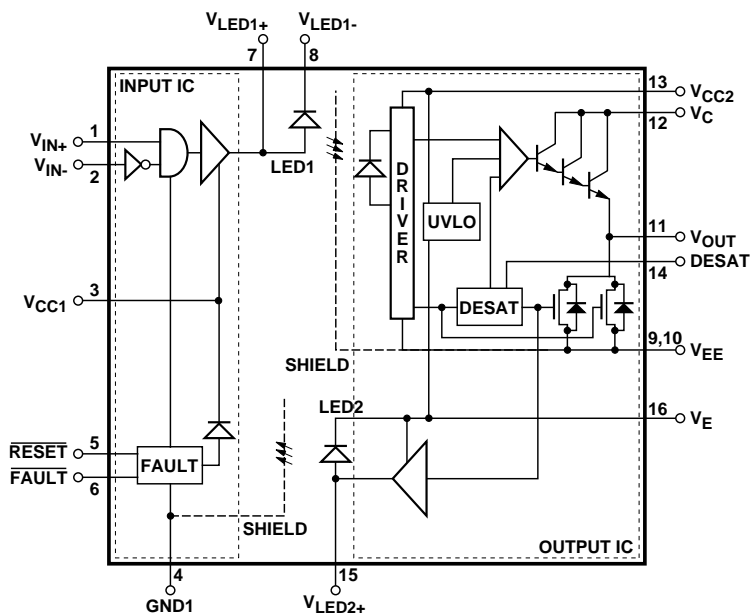 VLED1+
VLED1-
7
8
INPUT IC
13
VCC2
12
VC
1
VIN+
VIN-
2
LED1
DRIVER
UVLO
11
VOUT
DESAT
14
3
VCC1
DESAT
9,10
VEE
SHIELD
LED2
16
VE
RESET
5
FAULT
FAULT
6
SHIELD
OUTPUT IC
4
GND1
15
VLED2+